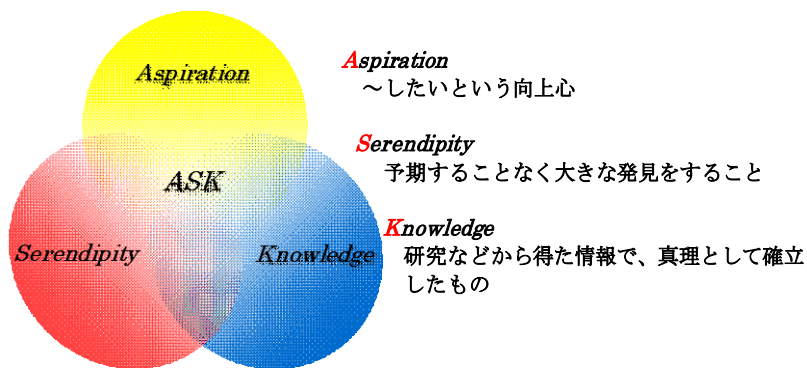 Aspiration
ASK
Serendipity
Knowledge
Aspiration
～したいという向上心
Serendipity
予期することなく大きな発見をすること
Knowledge
研究などから得た情報で、真理として確立
したもの